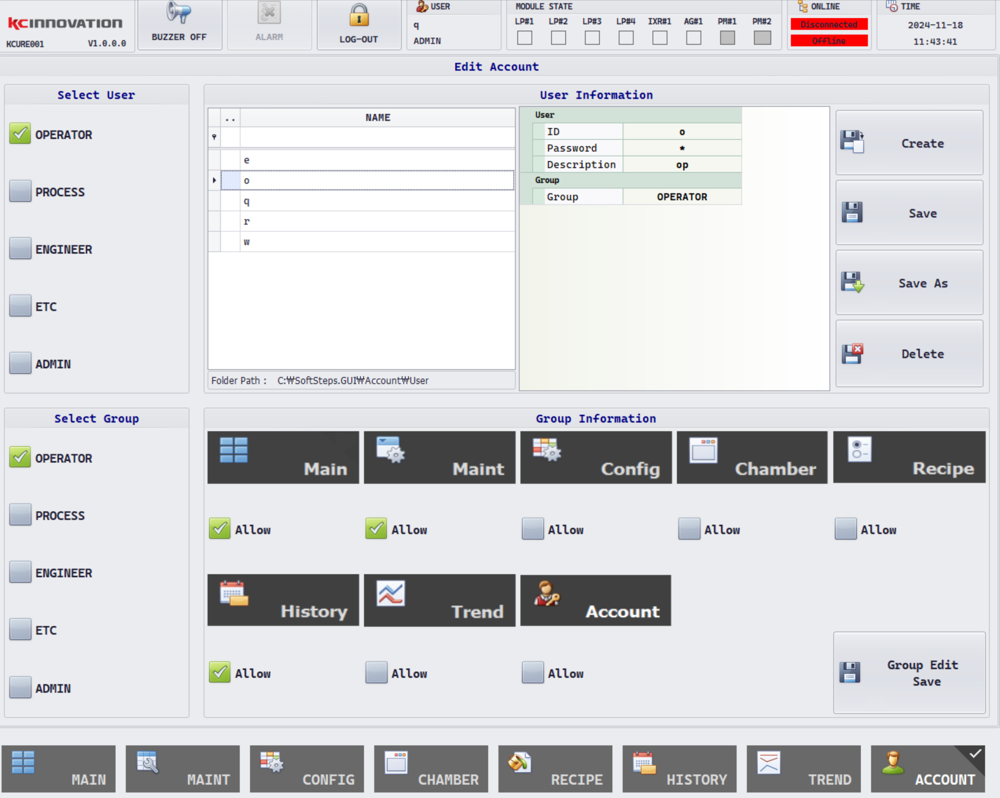 KCINNOVATION
KCURE001 V1.0.0.0
BUZZER OFF
ALARM
LOG-OUT
USER
q
ADMIN
MODULE STATE
LP#1 LP#2 LP#3 LP#4 IXR#1 AG#1 PM#1 PM#2
ONLINE
Disconnected
Offline
TIME
2024-11-18
11:43:41
Edit Account
Select User
OPERATOR
PROCESS
ENGINEER
ETC
ADMIN
User Information
.. NAME
e
o
q
r
w
Folder Path : C:₩SoftSteps.GUI₩Account₩User
User
ID o
Password *
Description op
Group
Group OPERATOR
Create
Save
Save As
Delete
Select Group
OPERATOR
PROCESS
ENGINEER
ETC
ADMIN
Group Information
Main Maint Config Chamber Recipe
Allow Allow Allow Allow Allow
History Trend Account
Allow Allow Allow
Group Edit
Save
MAIN MAINT CONFIG CHAMBER RECIPE HISTORY TREND ACCOUNT